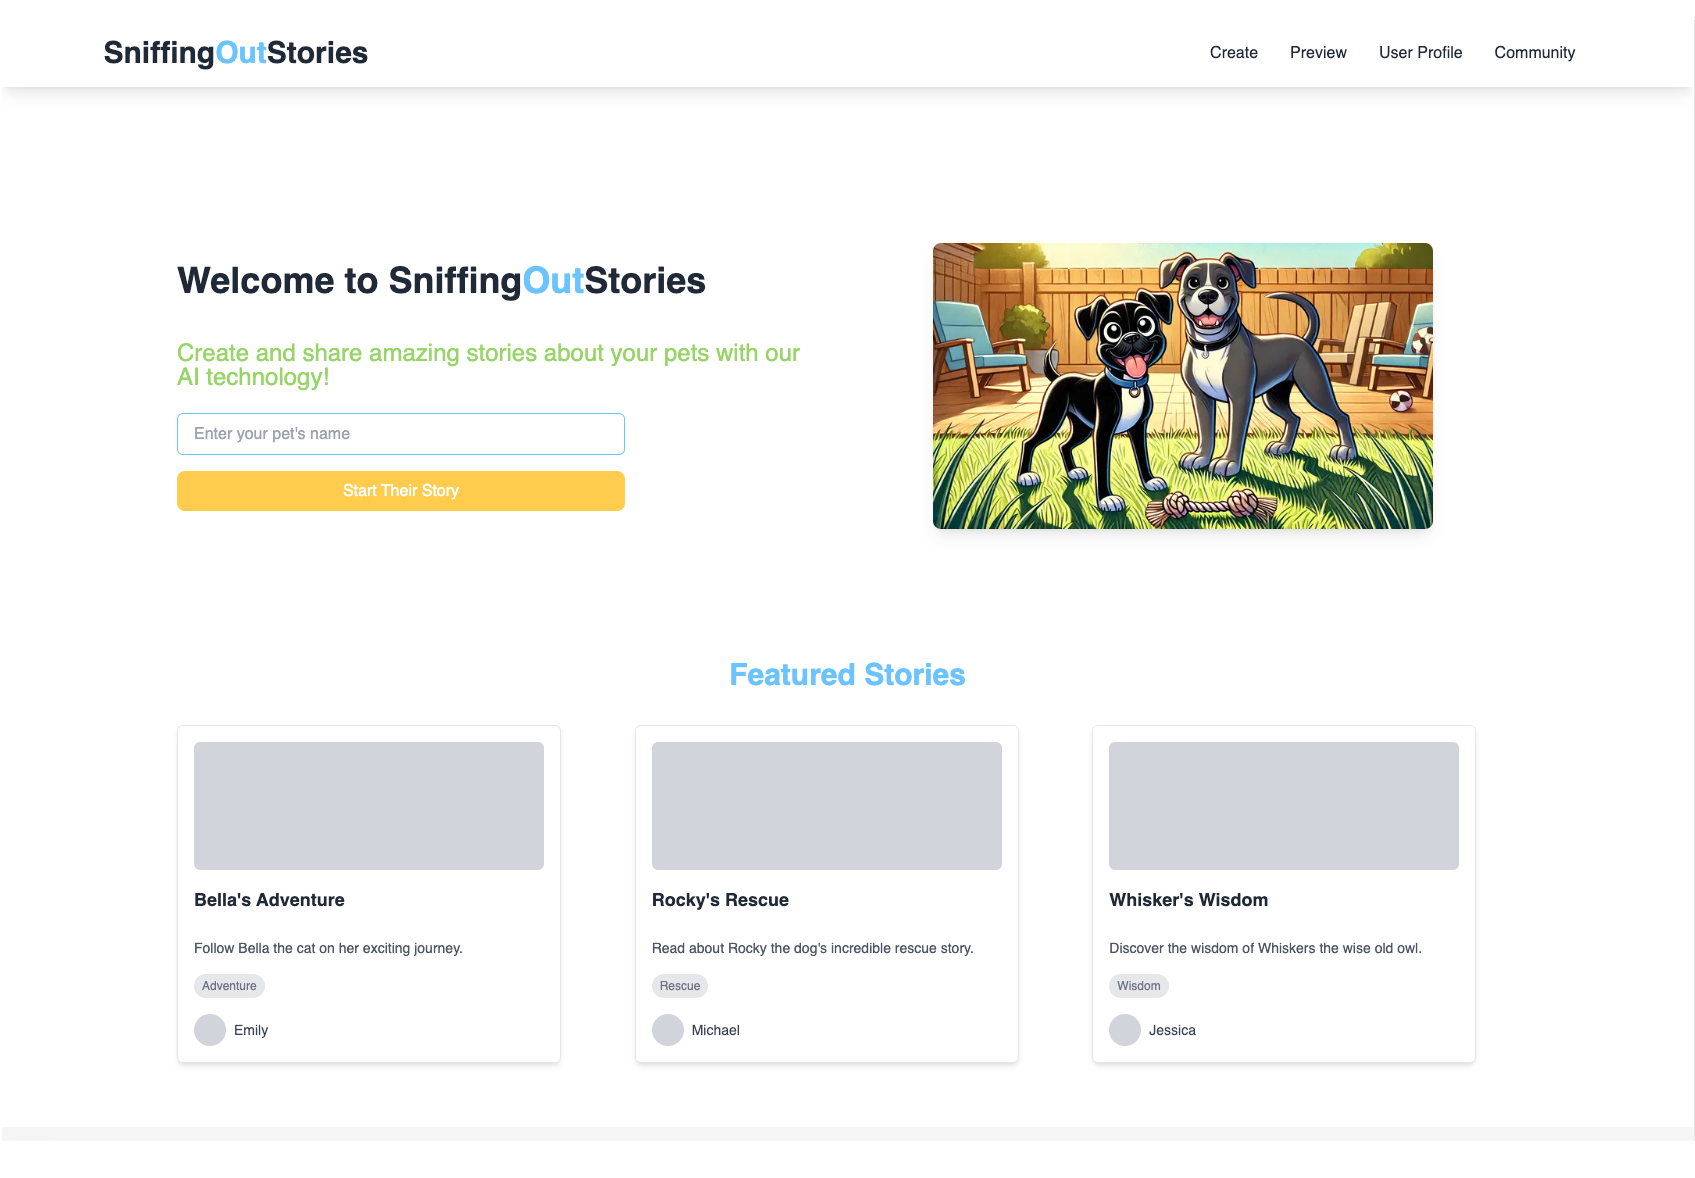 SniffingOutStories
Create
Preview
User Profile
Community
Welcome to SniffingOutStories
Create and share amazing stories about your pets with our
AI technology!
Enter your pet's name
Start Their Story
Featured Stories
Bella's Adventure
Follow Bella the cat on her exciting journey.
Adventure
Emily
Rocky's Rescue
Read about Rocky the dog's incredible rescue story.
Rescue
Michael
Whisker's Wisdom
Discover the wisdom of Whiskers the wise old owl.
Wisdom
Jessica